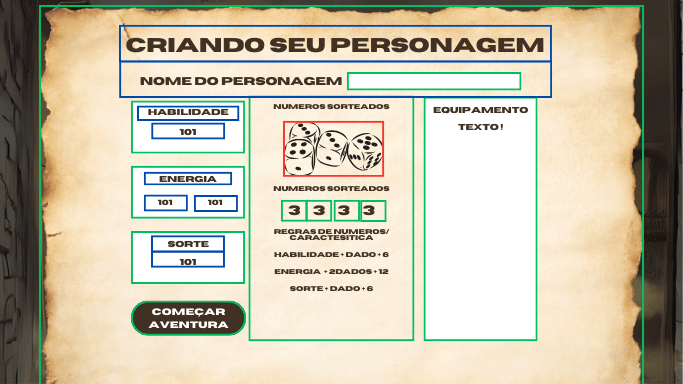 CRIANDO SEU PERSONAGEM
NOME DO PERSONAGEM
HABILIDADE
101
ENERGIA
101 101
SORTE
101
COMEÇAR
AVENTURA
NUMEROS SORTEADOS
NUMEROS SORTEADOS
3 3 3 3
REGRAS DE NUMEROS/
CARACTESITICA
HABILIDADE + DADO + 6
ENERGIA + 2DADOS + 12
SORTE + DADO + 6
EQUIPAMENTO
TEXTO!